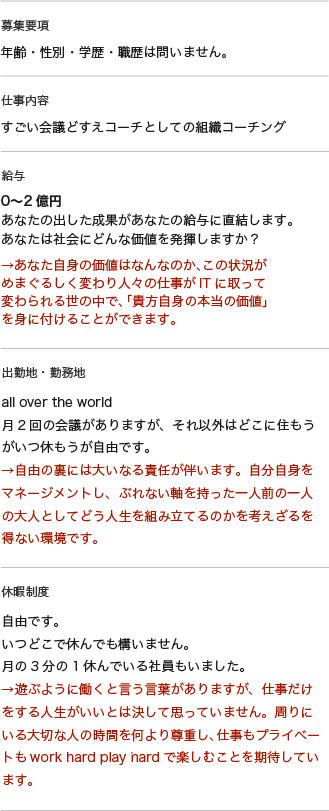 募集要項
年齢・性別・学歴・職歴は問いません。
仕事内容
すごい会議どすえコーチとしての組織コーチング
給与
0〜2億円
あなたの出した成果があなたの給与に直結します。
あなたは社会にどんな価値を発揮しますか？
→あなた自身の価値はなんなのか、この状況が
めまぐるしく変わり人々の仕事がITに取って
変わられる世の中で、「貴方自身の本当の価値」
を身に付けることができます。
出勤地・勤務地
all over the world
月2回の会議がありますが、それ以外はどこに住もう
がいつ休もうが自由です。
→自由の裏には大いなる責任が伴います。自分自身を
マネージメントし、ぶれない軸を持った一人前の一人
の大人としてどう人生を組み立てるのかを考えざるを
得ない環境です。
休暇制度
自由です。
いつどこで休んでも構いません。
月の3分の1休んでいる社員もいました。
→遊ぶように働くと言う言葉がありますが、仕事だけ
をする人生がいいとは決して思っていません。周りに
いる大切な人の時間を何より尊重し、仕事もプライベー
トもwork hard play hardで楽しむことを期待してい
ます。